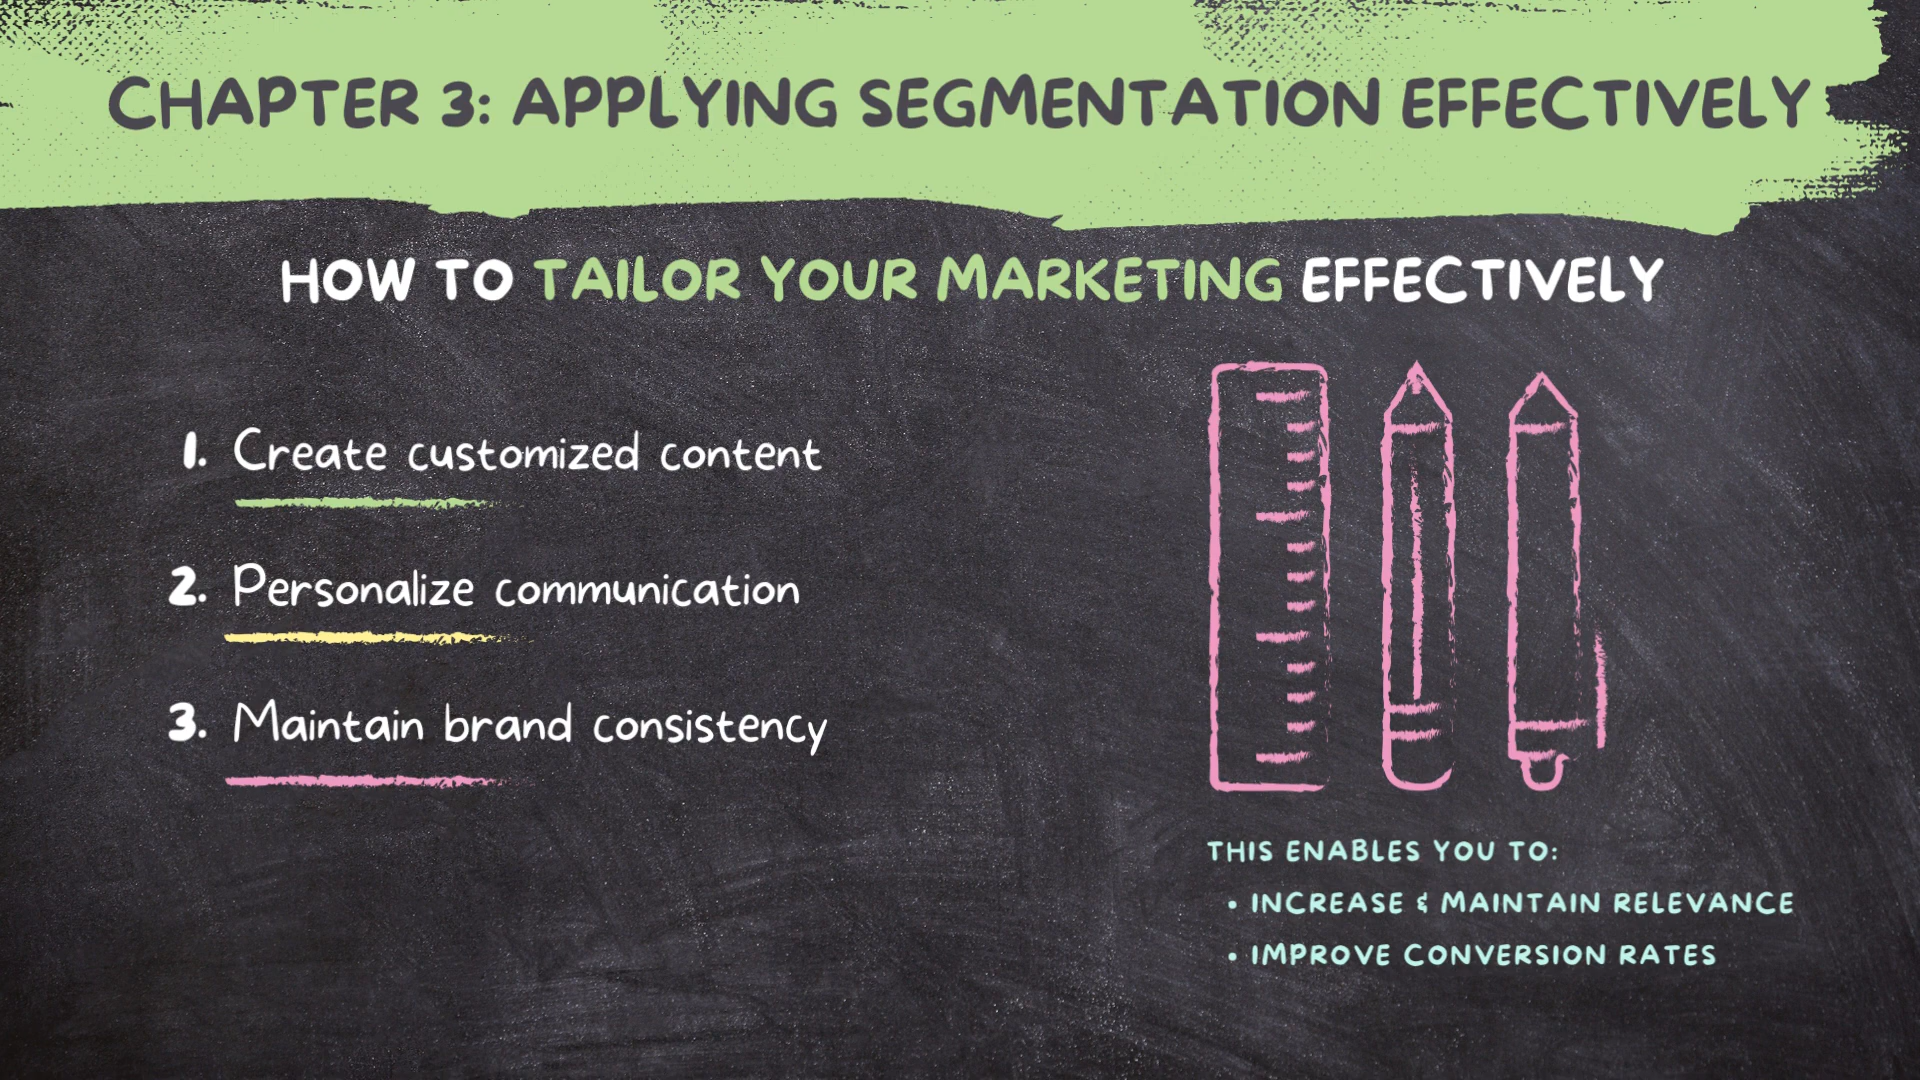 CHAPTER 3: APPLYING SEGMENTATION EFFECTIVELY
HOW TO TAILOR YOUR MARKETING EFFECTIVELY
1. Create customized content
2. Personalize communication
3. Maintain brand consistency
THIS ENABLES YOU TO:
• INCREASE & MAINTAIN RELEVANCE
• IMPROVE CONVERSION RATES